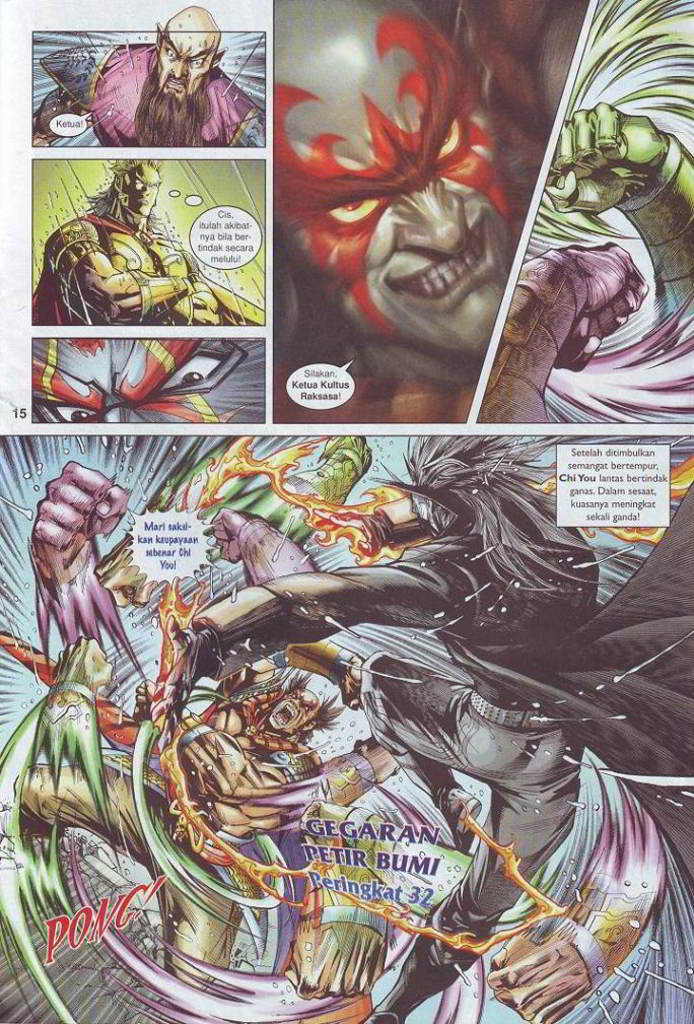 Ketua!
Cis,
itulah akibat-
nya bila ber-
tindak secara
melulu!
15
Silakan,
Ketua Kultus
Raksasa!
Setelah ditimbulkan
semangat bertempur,
Chi You lantas bertindak
ganas. Dalam sesaat,
kuasanya meningkat
sekali ganda!
Mari saksi-
kan keupayaan
sebenar Chi
You!
GEGARAN
PETIR BUMI
Peringkat 32
PONG!